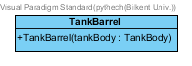 Visual Paradigm Standard(pythech(Bilkent Univ.))
TankBarrel
+TankBarrel(tankBody : TankBody)